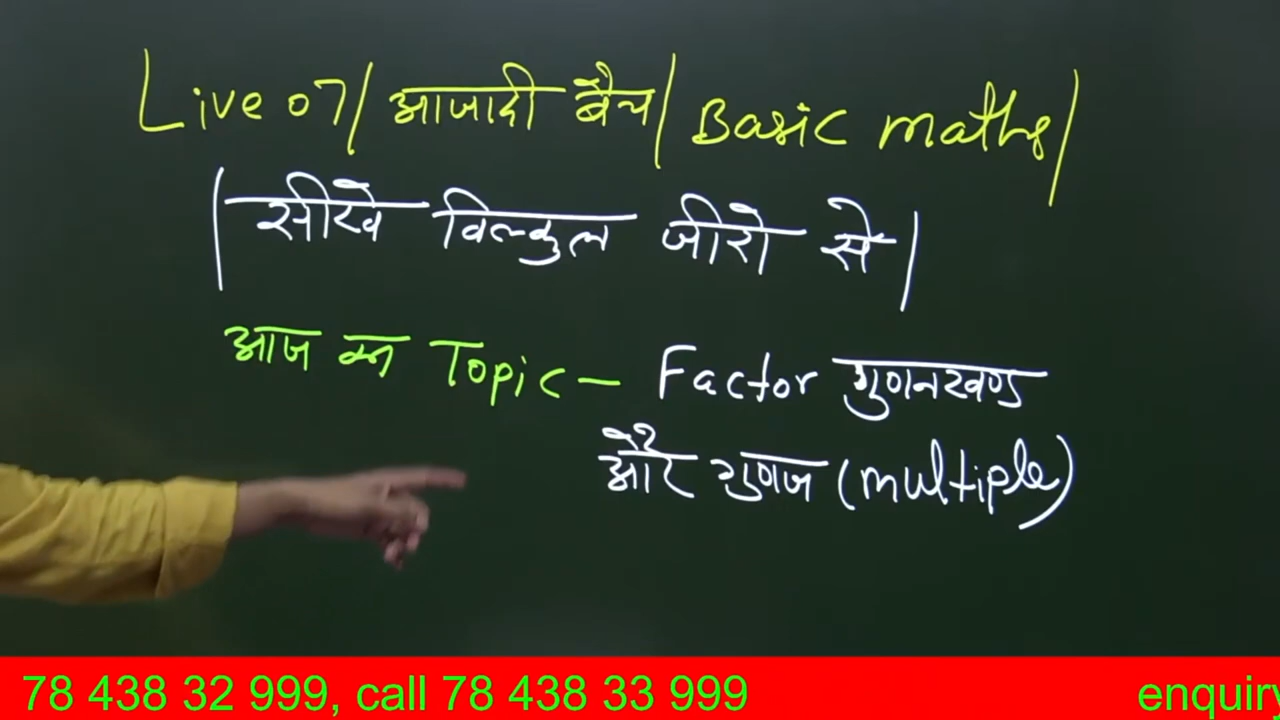 Live 07/ आजादी बैच / Basic maths /
| सीखे विल्कुल जीरो से |
आज का Topic - Factor गुणनखण्ड
और गुणज (multiple)
78 438 32 999, call 78 438 33 999 enquiry